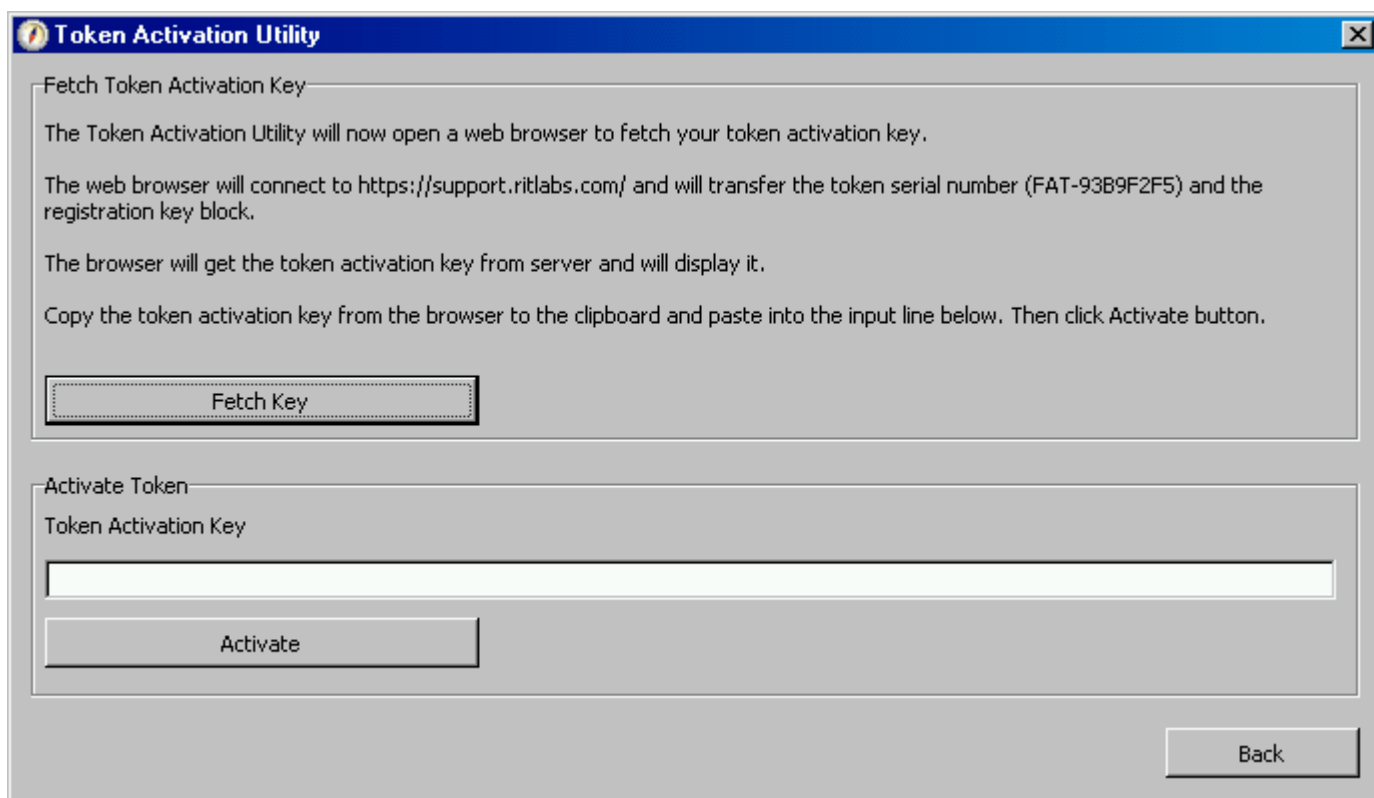 Token Activation Utility
Fetch Token Activation Key
The Token Activation Utility will now open a web browser to fetch your token activation key.
The web browser will connect to https://support.ritlabs.com/ and will transfer the token serial number (FAT-93B9F2F5) and the
registration key block.
The browser will get the token activation key from server and will display it.
Copy the token activation key from the browser to the clipboard and paste into the input line below. Then click Activate button.
Fetch Key
Activate Token
Token Activation Key
Activate
Back